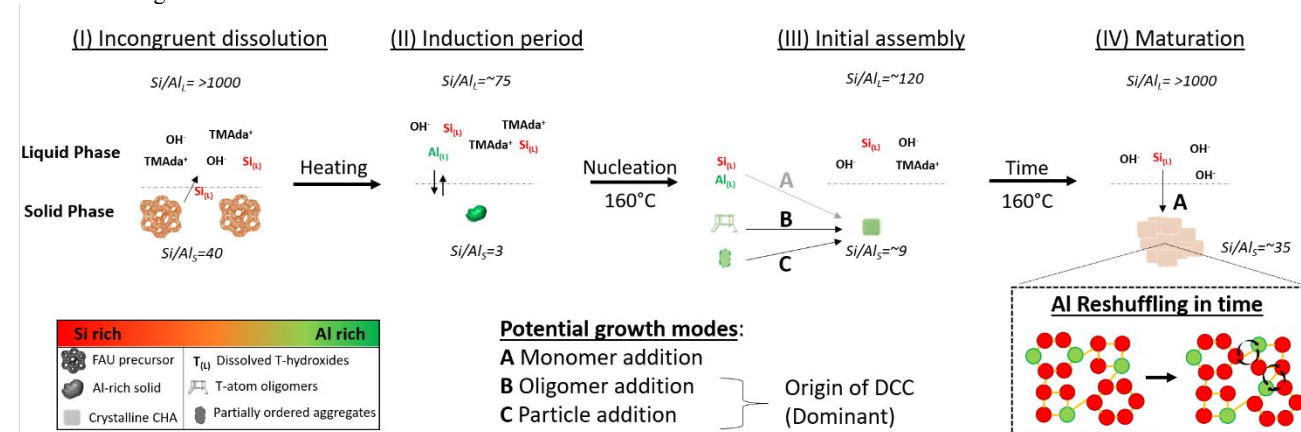 (I) Incongruent dissolution
(II) Induction period
(III) Initial assembly
(IV) Maturation
Si/Al_L= >1000
Si/Al_L=~75
Si/Al_L=~120
Si/Al_L= >1000
Liquid Phase
Solid Phase
OH⁻
TMAda⁺
TMAda⁺
OH⁻
Si(L)
Si(L)
Si/Al_S=40
Heating
OH⁻
Si(L)
TMAda⁺
Al(L)
TMAda⁺
Si(L)
Si/Al_S=3
Nucleation
160°C
Si(L)
Al(L)
A
B
C
Si(L)
OH⁻
OH⁻
TMAda⁺
Si/Al_S=~9
Time
160°C
OH⁻
Si(L)
OH⁻
OH⁻
A
Si/Al_S=~35
Si rich
Al rich
FAU precursor
T(L) Dissolved T-hydroxides
Al-rich solid
T-atom oligomers
Crystalline CHA
Partially ordered aggregates
Potential growth modes:
A Monomer addition
B Oligomer addition
C Particle addition
Origin of DCC
(Dominant)
Al Reshuffling in time